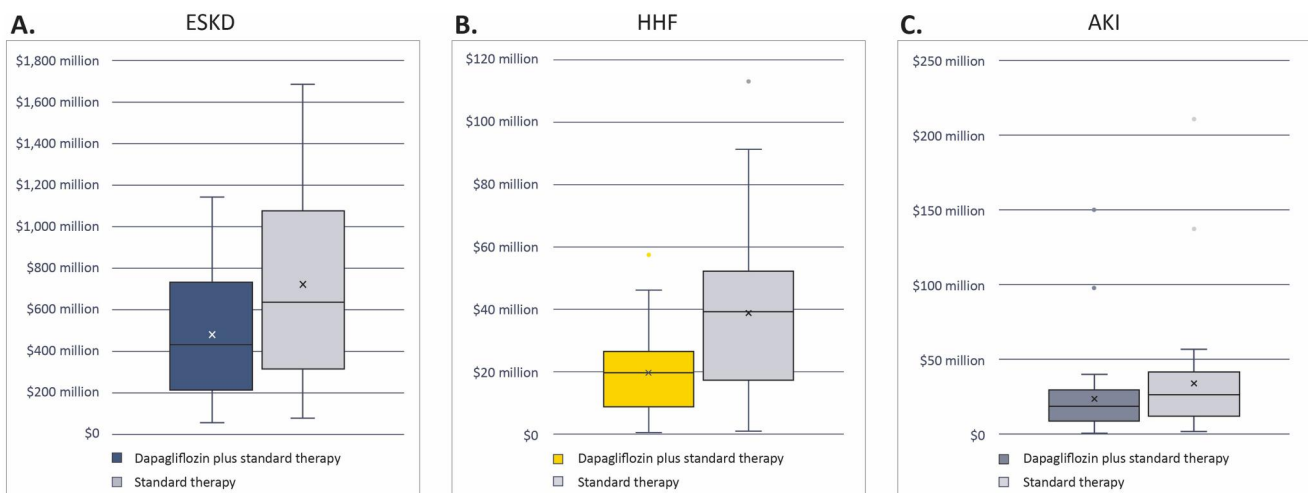 A. ESKD
$1,800 million
$1,600 million
$1,400 million
$1,200 million
$1,000 million
$800 million
$600 million
$400 million
$200 million
$0
Dapagliflozin plus standard therapy
Standard therapy
B. HHF
$120 million
$100 million
$80 million
$60 million
$40 million
$20 million
$0
Dapagliflozin plus standard therapy
Standard therapy
C. AKI
$250 million
$200 million
$150 million
$100 million
$50 million
$0
Dapagliflozin plus standard therapy
Standard therapy